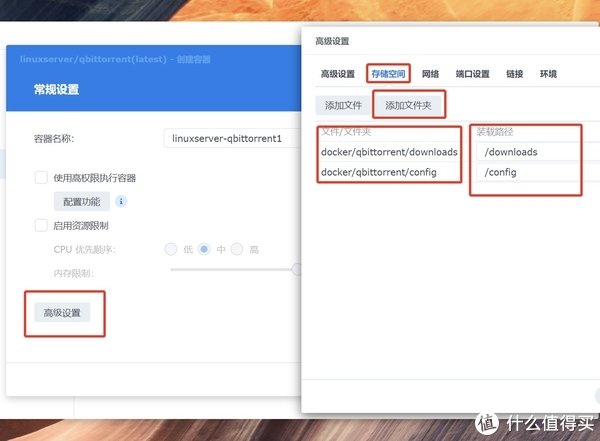 linuxserver/qbittorrent(latest) - 创建容器
常规设置
容器名称:
linuxserver-qbittorrent1
使用高权限执行容器
配置功能
i
启用资源限制
CPU 优先顺序:
低
中
高
内存限制:
高级设置
高级设置
高级设置
存储空间
网络
端口设置
链接
环境
添加文件
添加文件夹
文件/文件夹
装载路径
docker/qbittorrent/downloads
/downloads
docker/qbittorrent/config
/config
值 什么值得买